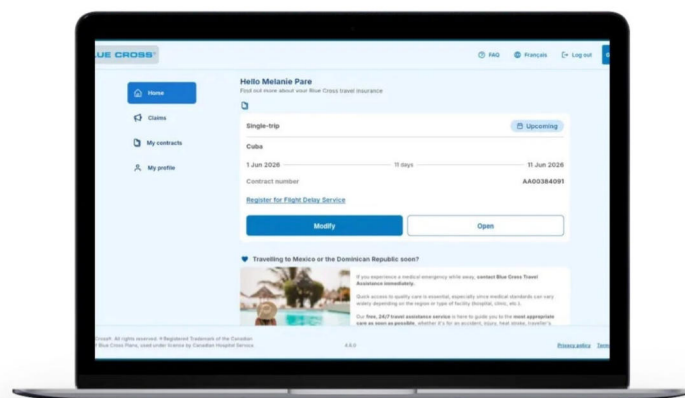 UE CROSS®
FAQ Français Log out
Home
Claims
My contracts
My profile
Hello Melanie Pare
Find out more about your Blue Cross travel insurance
Single-trip Upcoming
Cuba
1 Jun 2026 11 days 11 Jun 2026
Contract number AA00384091
Register for Flight Delay Service
Modify Open
Travelling to Mexico or the Dominican Republic soon?
If you experience a medical emergency while away, contact Blue Cross Travel
Assistance immediately.
Quick access to quality care is essential, especially since medical standards can vary
widely depending on the region or type of facility (hospital, clinic, etc.).
Our free, 24/7 travel assistance service is here to guide you to the most appropriate
care as soon as possible, whether it's for an accident, injury, heat stroke, traveller's
All rights reserved. ® Registered Trademark of the Canadian
Blue Cross Plans, used under licence by Canadian Hospital Service
Privacy policy